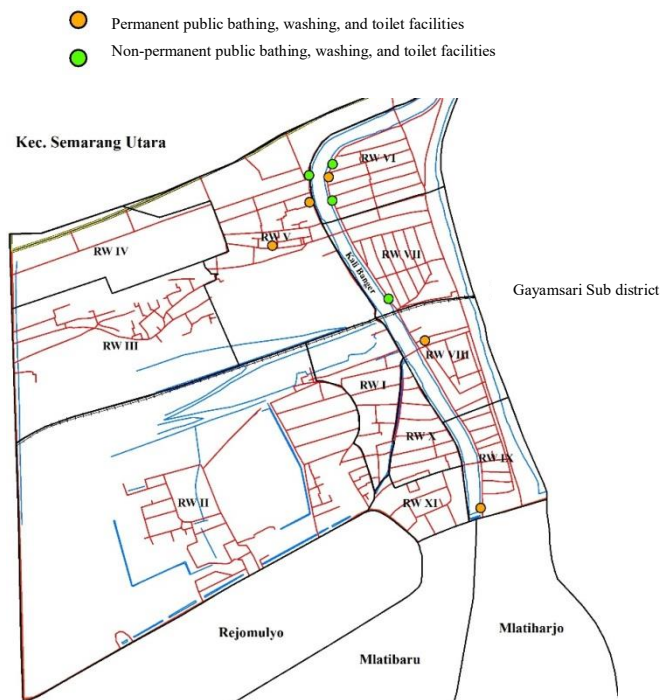 Permanent public bathing, washing, and toilet facilities
Non-permanent public bathing, washing, and toilet facilities
Kec. Semarang Utara
RW VI
RW V
RW IV
RW VII
Kali Banger
Gayamsari Sub district
RW III
RW VIII
RW I
RW X
RW IX
RW II
RW XI
Rejomulyo
Mlatiharjo
Mlatibaru